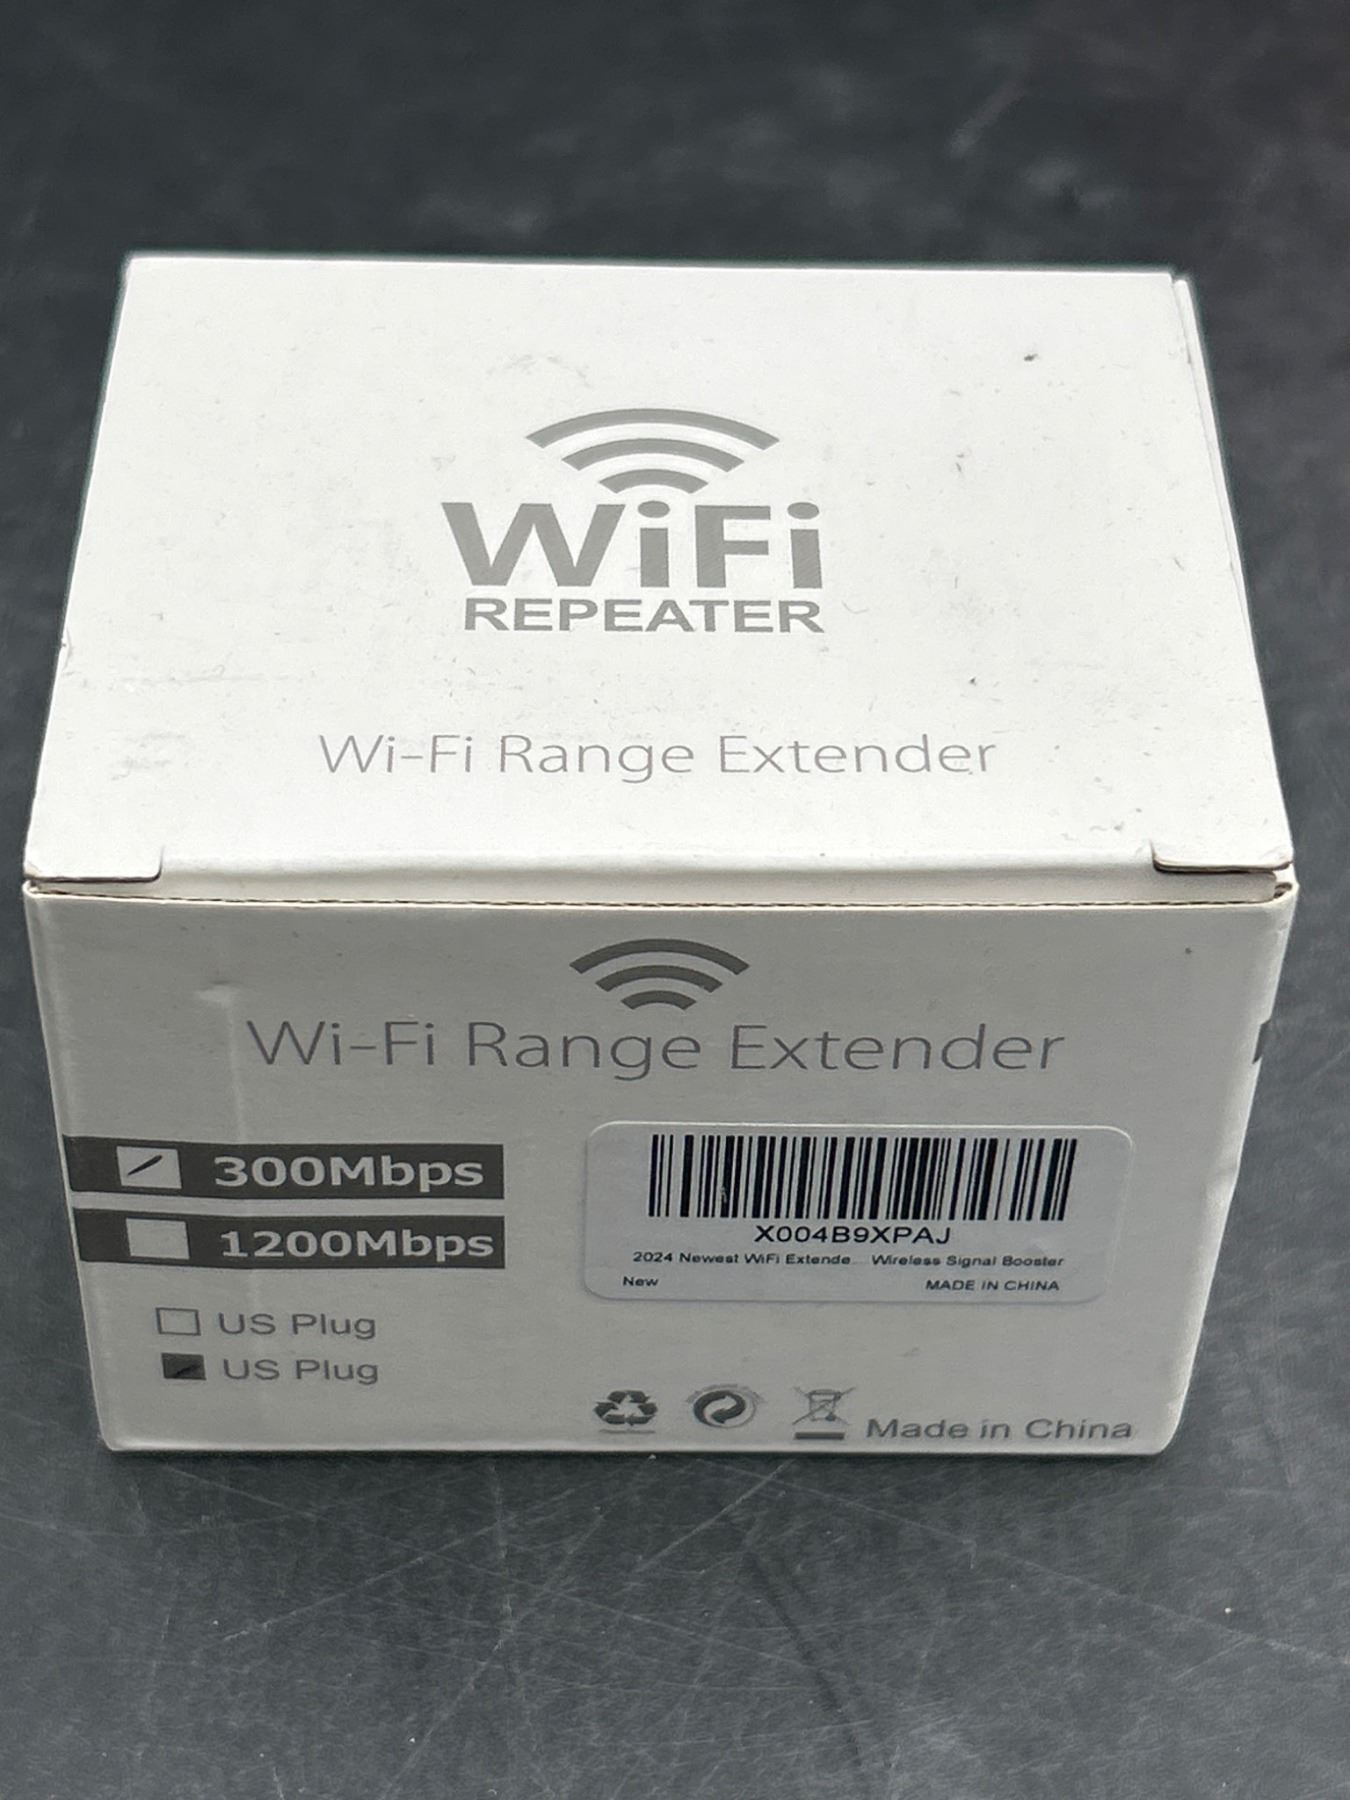 WiFi
REPEATER
Wi-Fi Range Extender
Wi-Fi Range Extender
300Mbps
1200Mbps
US Plug
US Plug
X004B9XPAJ
2024 Newest WiFi Extende... Wireless Signal Booster
New
MADE IN CHINA
Made in China